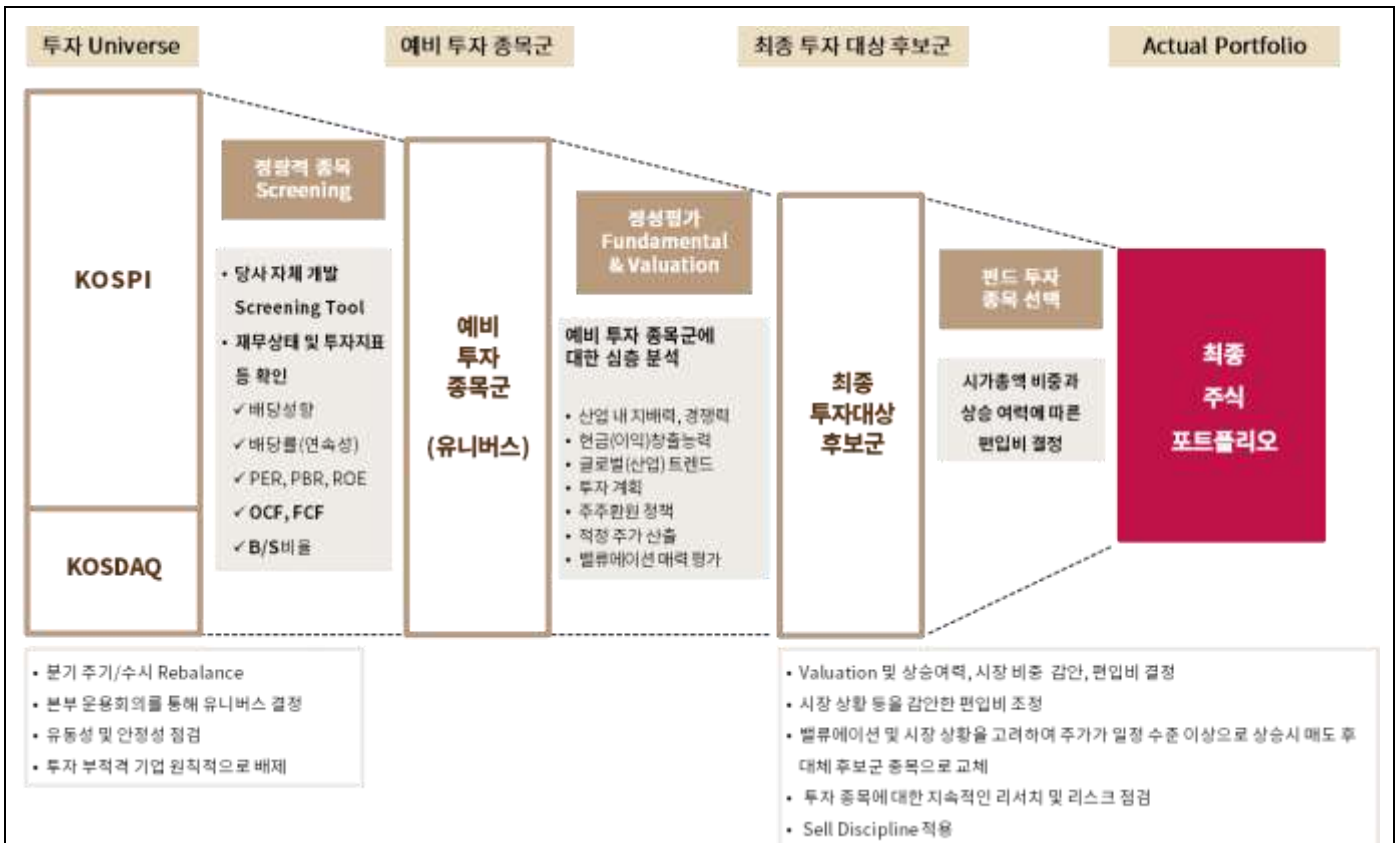 투자 Universe
예비 투자 종목군
최종 투자 대상 후보군
Actual Portfolio
KOSPI
KOSDAQ
정량적 종목
Screening
• 당사 자체 개발
Screening Tool
• 재무상태 및 투자지표
등 확인
✓배당성향
✓배당률(연속성)
✓PER, PBR, ROE
✓OCF, FCF
✓B/S비율
예비
투자
종목군
(유니버스)
정성평가
Fundamental
& Valuation
예비 투자 종목군에
대한 심층 분석
• 산업 내 지배력, 경쟁력
• 현금(이익)창출능력
• 글로벌(산업) 트렌드
• 투자 계획
• 주주환원 정책
• 적정 주가 산출
• 밸류에이션 매력 평가
최종
투자대상
후보군
펀드 투자
종목 선택
시가총액 비중과
상승 여력에 따른
편입비 결정
최종
주식
포트폴리오
• 분기 주기/수시 Rebalance
• 본부 운용회의를 통해 유니버스 결정
• 유동성 및 안정성 점검
• 투자 부적격 기업 원칙적으로 배제
• Valuation 및 상승여력, 시장 비중 감안, 편입비 결정
• 시장 상황 등을 감안한 편입비 조정
• 밸류에이션 및 시장 상황을 고려하여 주가가 일정 수준 이상으로 상승시 매도 후
대체 후보군 종목으로 교체
• 투자 종목에 대한 지속적인 리서치 및 리스크 점검
• Sell Discipline 적용